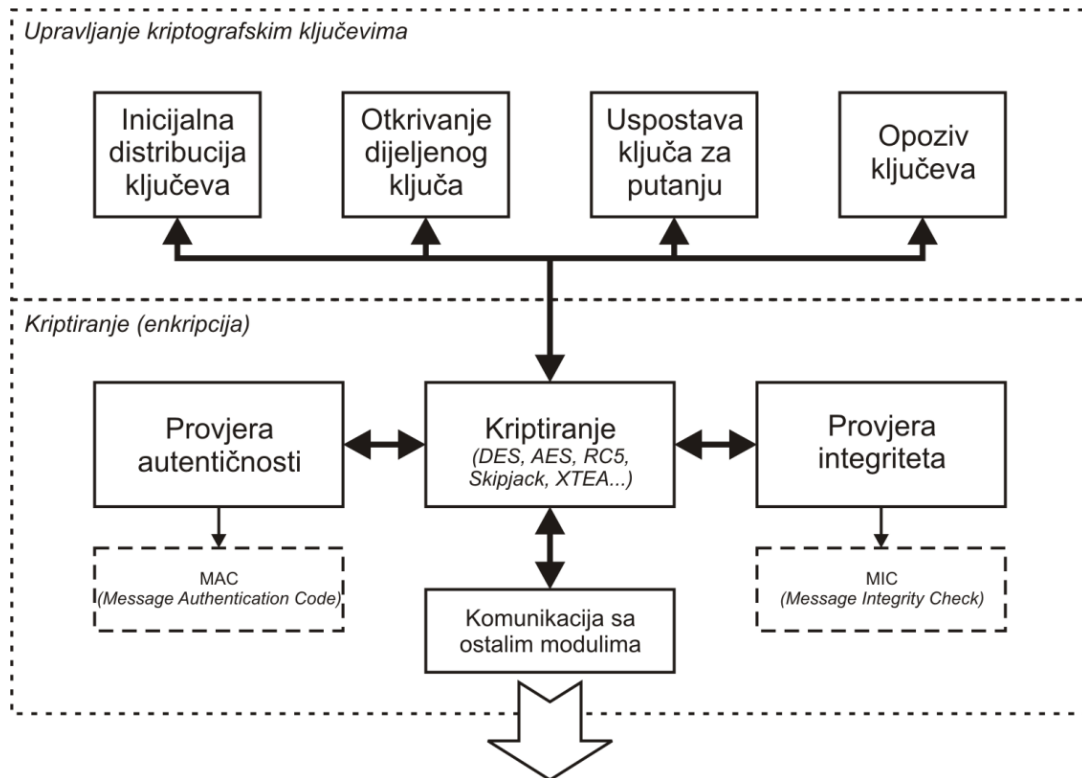 Upravljanje kriptografskim ključevima
Inicijalna
distribucija
ključeva
Otkrivanje
dijeljenog
ključa
Uspostava
ključa za
putanju
Opoziv
ključeva
Kriptiranje (enkripcija)
Provjera
autentičnosti
Kriptiranje
(DES, AES, RC5,
Skipjack, XTEA...)
Provjera
integriteta
MAC
(Message Authentication Code)
MIC
(Message Integrity Check)
Komunikacija sa
ostalim modulima